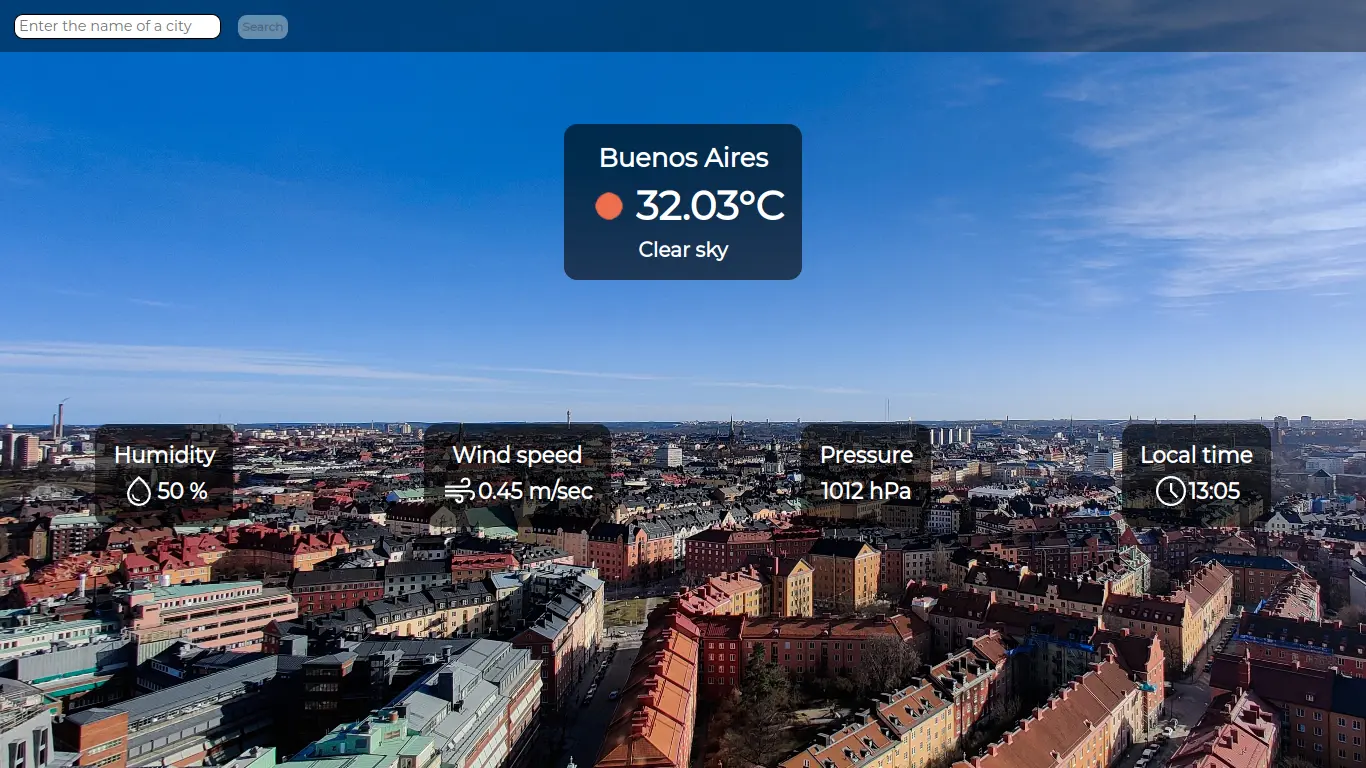 Enter the name of a city
Search
Buenos Aires
32.03°C
Clear sky
Humidity
50 %
Wind speed
0.45 m/sec
Pressure
1012 hPa
Local time
13:05